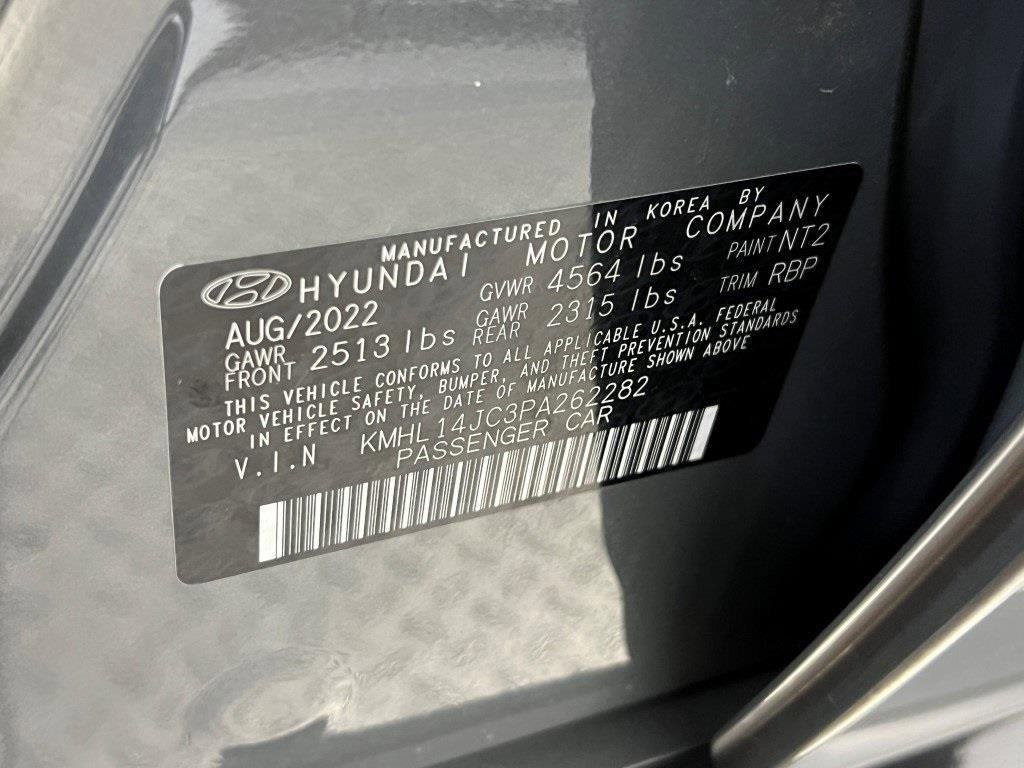 MANUFACTURED IN KOREA BY
HYUNDAI MOTOR COMPANY
AUG/2022 GVWR 4564 lbs PAINT NT2
GAWR FRONT 2513 lbs GAWR REAR 2315 lbs TRIM RBP
THIS VEHICLE CONFORMS TO ALL APPLICABLE U.S.A. FEDERAL
MOTOR VEHICLE SAFETY, BUMPER, AND THEFT PREVENTION STANDARDS
IN EFFECT ON THE DATE OF MANUFACTURE SHOWN ABOVE
V.I.N KMHL14JC3PA262282
PASSENGER CAR